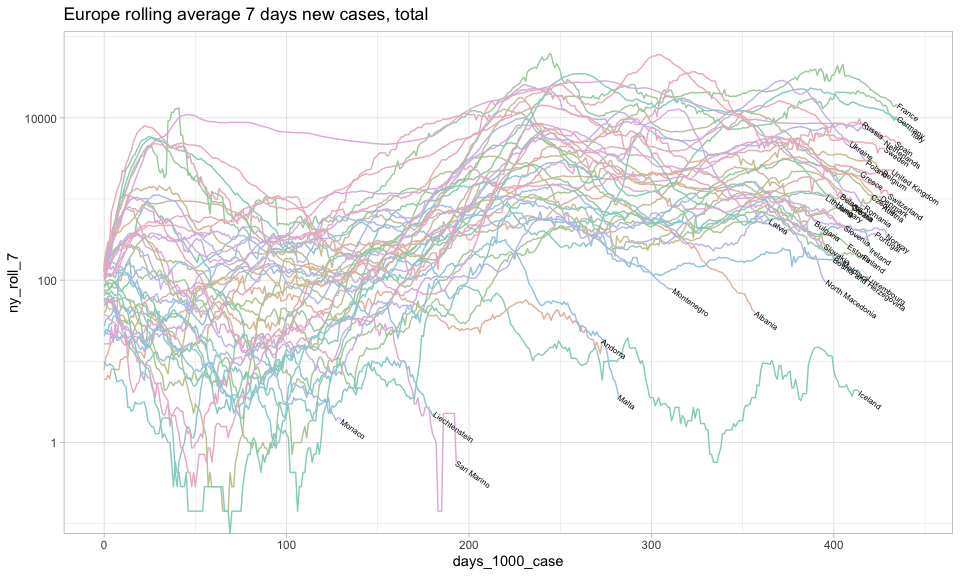 Europe rolling average 7 days new cases, total
ny_roll_7
10000
100
1
France
Germany
Italy
Russia
Spain
Netherlands
Sweden
Ukraine
Poland
Belgium
United Kingdom
Greece
Switzerland
Denmark
Austria
Romania
Lithuania
Hungary
Latvia
Bulgaria
Slovenia
Norway
Portugal
Ireland
Estonia
Finland
Slovakia
Luxembourg
Bosnia and Herzegovina
North Macedonia
Montenegro
Albania
Andorra
Malta
Iceland
Monaco
Liechtenstein
San Marino
0
100
200
300
400
days_1000_case